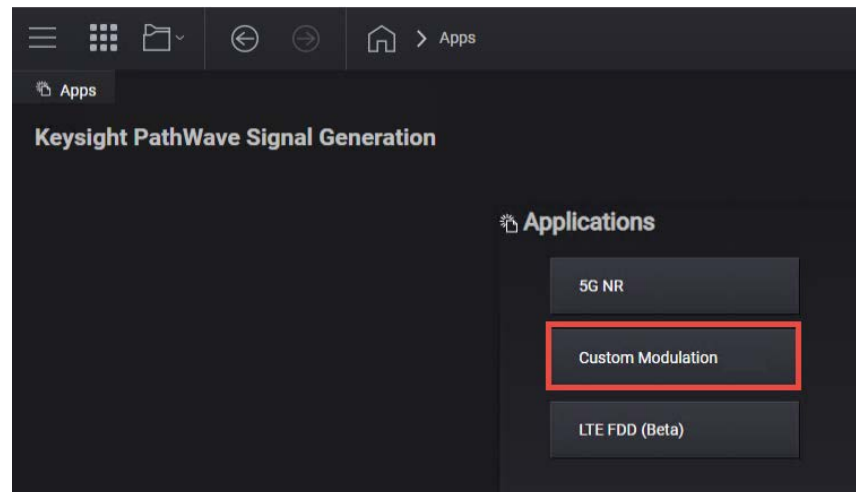 > Apps
Apps
Keysight PathWave Signal Generation
Applications
5G NR
Custom Modulation
LTE FDD (Beta)